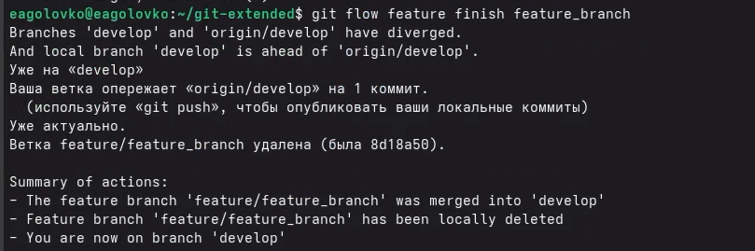 eagolovko@eagolovko:~/git-extended$ git flow feature finish feature_branch
Branches 'develop' and 'origin/develop' have diverged.
And local branch 'develop' is ahead of 'origin/develop'.
Уже на «develop»
Ваша ветка опережает «origin/develop» на 1 коммит.
  (используйте «git push», чтобы опубликовать ваши локальные коммиты)
Уже актуально.
Ветка feature/feature_branch удалена (была 8d18a50).

Summary of actions:
- The feature branch 'feature/feature_branch' was merged into 'develop'
- Feature branch 'feature/feature_branch' has been locally deleted
- You are now on branch 'develop'